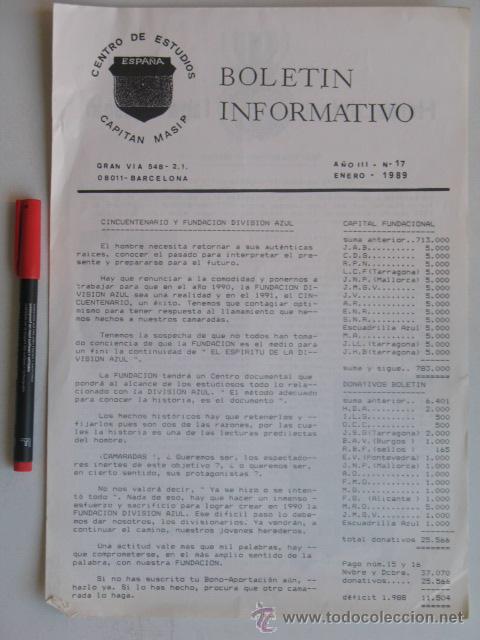 CENTRO DE ESTUDIOS
ESPAÑA
CAPITAN MASIP
BOLETIN
INFORMATIVO
GRAN VIA 548- 2.1.
08011-BARCELONA
AÑO III - Nº 17
ENERO - 1989
CINCUENTENARIO Y FUNDACION DIVISION AZUL
El hombre necesita retornar a sus auténticas
raices, conocer el pasado para interpretar el pre-
sente y prepararse para el futuro.
Hay que renunciar a la comodidad y ponernos a
trabajar para que en el año 1990, la FUNDACION DI-
VISION AZUL sea una realidad y en el 1991, el CIN-
CUENTENARIO, un éxito. Tenemos que contagiar opti-
mismo para tener respuesta al llamamiento que he-
mos hechos a nuestros camaradas.
Tenemos la sospecha de que no todos han toma-
do conciencia de que la FUNDACION es el medio para
un fin: la continuidad de " EL ESPIRITU DE LA DI--
VISION AZUL ".
La FUNDACION tendrá un Centro documental que
pondrá al alcance de los estudiosos todo lo rela--
cionado con la DIVISION AZUL. " El método adecuado
para conocer la historia, es el documento ".
Los hechos históricos hay que retenerlos y --
fijarlos pues son dos de las razones, por las cua-
les la historia es una de las lecturas predilectas
del hombre.
¡CAMARADAS !, ¿ Queremos ser, los espectado--
res inertes de este objetivo ?, ¿ o queremos ser,
en cierto sentido, sus protagonistas ?.
No nos valdrá decir, " Ya se hizo o se inten-
tó todo ". Nada de eso, hay que hacer un inmenso -
esfuerzo y sacrificio para lograr crear en 1990 la
FUNDACION DIVISION AZUL. Ese difícil paso lo debe-
mos dar nosotros, los divisionarios. Ya vendrán, a
continuar el camino, nuestros jovenes herederos.
Una actitud vale mas que mil palabras, hay --
que comprometerse, en el más amplio sentido de la
palabra, con nuestra FUNDACION.
Si no has suscrito tu Bono-Aportación aún, --
hazlo ya. Si lo has hecho, procura que otro cama--
rada lo haga.
CAPITAL FUNDACIONAL
suma anterior..713.000
J.A.B.......... 5.000
C.D.G.......... 5.000
R.P.N.......... 5.000
L.C.F(Tarragona) 5.000
J.N.P.(Mallorca) 5.000
J.M.G.V........ 5.000
J.V............ 5.000
A.R............ 5.000
E.N.R.......... 5.000
S.N.R.......... 5.000
Escuadrilla Azul 5.000
M.A............ 5.000
J.LL.(tarragona) 5.000
J.H.B(tarragona) 5.000
suma y sigue.. 783.000
DONATIVOS BOLETIN
suma anterior.. 6.401
H.D.A.......... 2.000
J.L.S.......... 500
O.C.C.......... 500
J.S.G(Tarragona) 2.000
B.A.V.(Burgos ) 1.000
R.B.F.(sellos ) 165
E.V.(Pontevedra) 1.000
J.N.P.(Mallorca) 1.000
A.R.O.......... 1.000
F.M.O.......... 1.000
M.G............ 1.000
F.G. (Alicante ) 1.000
M.A.R.O........ 1.000
J.M.G.V........ 1.000
Escuadrilla Azul 1.000
total donativos 25.566
Pago núm.15 y 16
Nvbre y Dcbre. 37.070
donativos..... 25.566
déficit 1.988 11.504
© todocoleccion.net
www.todocoleccion.net